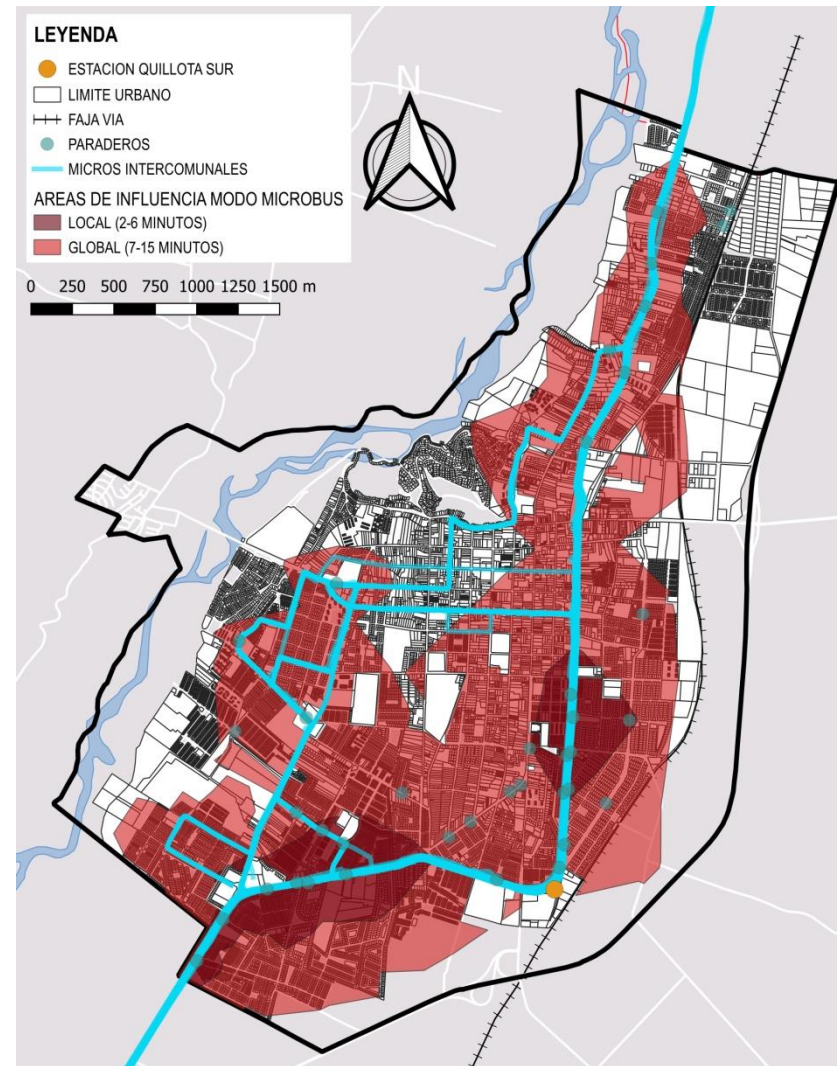 LEYENDA
ESTACION QUILLOTA SUR
LIMITE URBANO
FAJA VIA
PARADEROS
MICROS INTERCOMUNALES
AREAS DE INFLUENCIA MODO MICROBUS
LOCAL (2-6 MINUTOS)
GLOBAL (7-15 MINUTOS)
N
0 250 500 750 1000 1250 1500 m